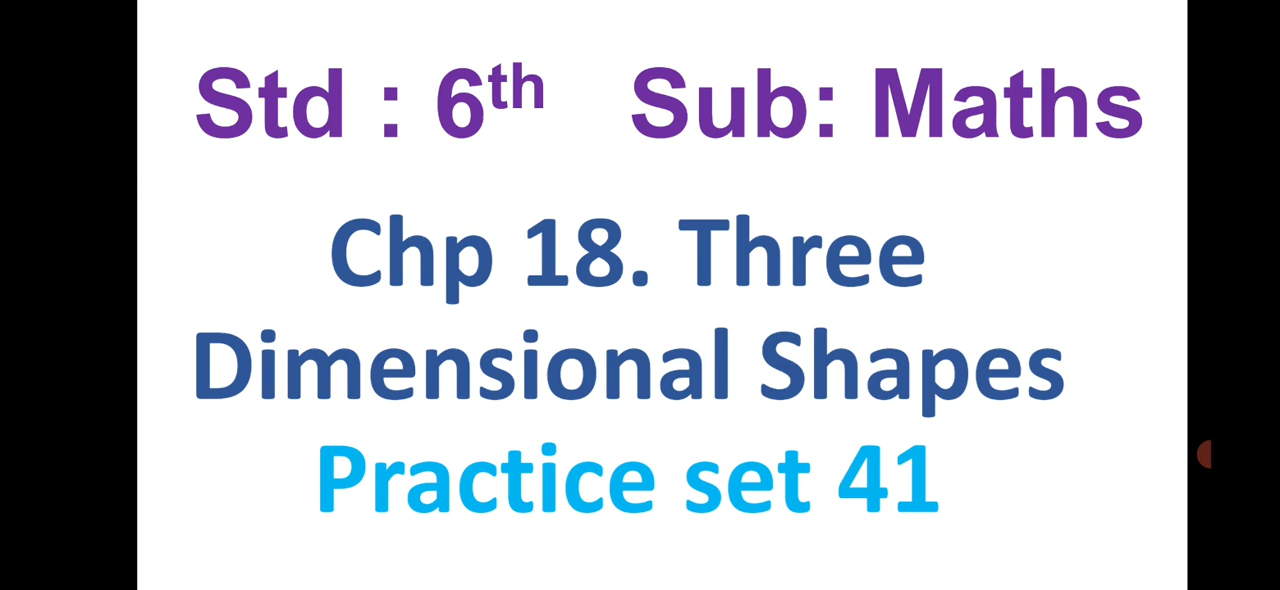 Std : 6th Sub: Maths
Chp 18. Three
Dimensional Shapes
Practice set 41